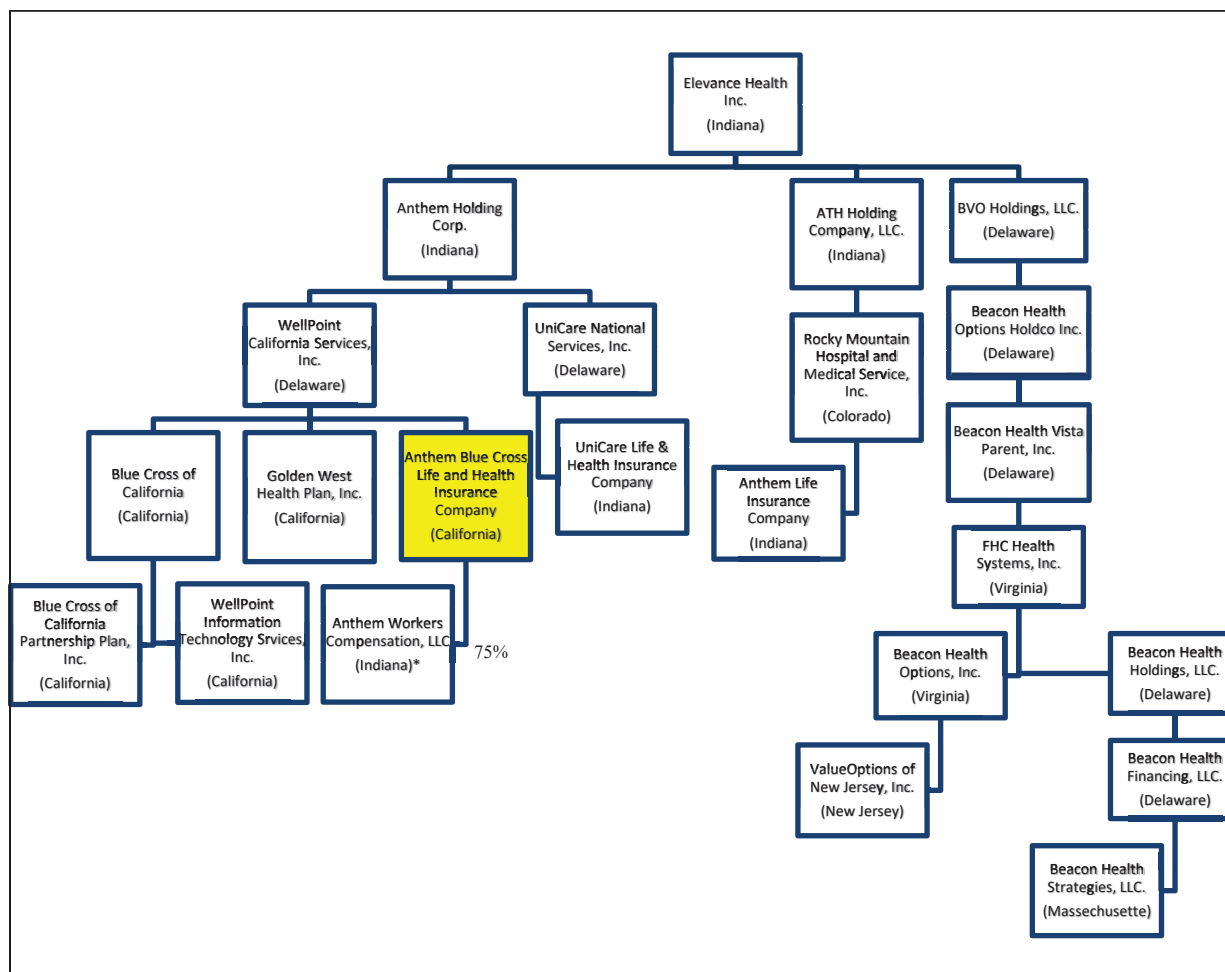 Elevance Health
Inc.
(Indiana)
Anthem Holding
Corp.
(Indiana)
ATH Holding
Company, LLC.
(Indiana)
BVO Holdings, LLC.
(Delaware)
WellPoint
California Services,
Inc.
(Delaware)
UniCare National
Services, Inc.
(Delaware)
Rocky Mountain
Hospital and
Medical Service,
Inc.
(Colorado)
Beacon Health
Options Holdco Inc.
(Delaware)
Blue Cross of
California
(California)
Golden West
Health Plan, Inc.
(California)
Anthem Blue Cross
Life and Health
Insurance
Company
(California)
UniCare Life &
Health Insurance
Company
(Indiana)
Anthem Life
Insurance
Company
(Indiana)
Beacon Health Vista
Parent, Inc.
(Delaware)
FHC Health
Systems, Inc.
(Virginia)
Blue Cross of
California
Partnership Plan,
Inc.
(California)
WellPoint
Information
Technology Srvices,
Inc.
(California)
Anthem Workers
Compensation, LLC
(Indiana)*
75%
Beacon Health
Options, Inc.
(Virginia)
Beacon Health
Holdings, LLC.
(Delaware)
ValueOptions of
New Jersey, Inc.
(New Jersey)
Beacon Health
Financing, LLC.
(Delaware)
Beacon Health
Strategies, LLC.
(Massechusette)